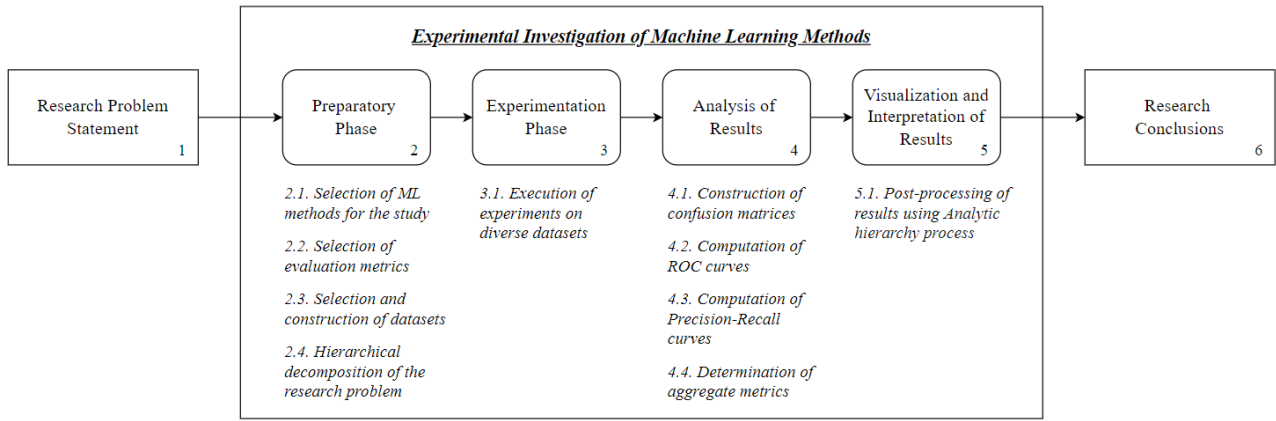 Experimental Investigation of Machine Learning Methods
Research Problem
Statement
1
Preparatory
Phase
2
Experimentation
Phase
3
Analysis of
Results
4
Visualization and
Interpretation of
Results
5
Research
Conclusions
6
2.1. Selection of ML
methods for the study
2.2. Selection of
evaluation metrics
2.3. Selection and
construction of datasets
2.4. Hierarchical
decomposition of the
research problem
3.1. Execution of
experiments on
diverse datasets
4.1. Construction of
confusion matrices
4.2. Computation of
ROC curves
4.3. Computation of
Precision-Recall
curves
4.4. Determination of
aggregate metrics
5.1. Post-processing of
results using Analytic
hierarchy process